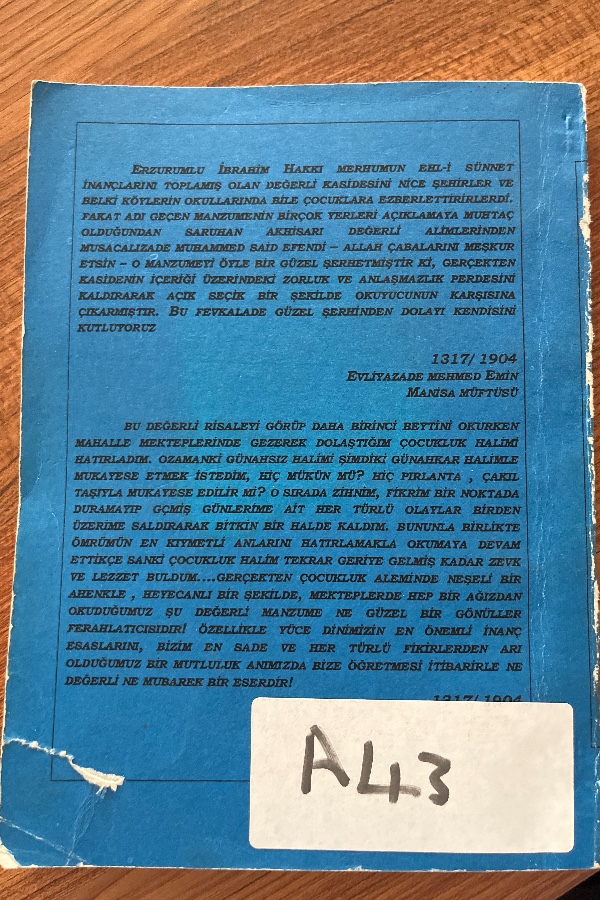 ERZURUMLU İBRAHİM HAKKI MERHUMUN EHL-İ SÜNNET
İNANÇLARINI TOPLAMIŞ OLAN DEĞERLİ KASİDESİNİ NİCE ŞEHİRLER VE
BELKİ KÖYLERİN OKULLARINDA BİLE ÇOCUKLARA EZBERLETTİRİRLERDİ.
FAKAT ADI GEÇEN MANZUMENİN BİRÇOK YERLERİ AÇIKLAMAYA MUHTAÇ
OLDUĞUNDAN SARUHAN AKHİSARI DEĞERLİ ALİMLERİNDEN
MUSACALIZADE MUHAMMED SAİD EFENDİ – ALLAH ÇABALARINI MEŞKUR
ETSİN – O MANZUMEYİ ÖYLE BİR GÜZEL ŞERHETMİŞTİR Kİ, GERÇEKTEN
KASİDENİN İÇERİĞİ ÜZERİNDEKİ ZORLUK VE ANLAŞMAZLIK PERDESİNİ
KALDIRARAK AÇIK SEÇİK BİR ŞEKİLDE OKUYUCUNUN KARŞISINA
ÇIKARMIŞTIR. BU FEVKALADE GÜZEL ŞERHİNDEN DOLAYI KENDİSİNİ
KUTLUYORUZ
1317/ 1904
EVLİYAZADE MEHMED EMİN
MANİSA MÜFTÜSÜ
BU DEĞERLİ RİSALEYİ GÖRÜP DAHA BİRİNCİ BEYTİNİ OKURKEN
MAHALLE MEKTEPLERİNDE GEZEREK DOLAŞTIĞIM ÇOCUKLUK HALİMİ
HATIRLADIM. OZAMANKİ GÜNAHSIZ HALİMİ ŞİMDİKİ GÜNAHKAR HALİMLE
MUKAYESE ETMEK İSTEDİM, HİÇ MÜKÜN MÜ? HİÇ PIRLANTA , ÇAKIL
TAŞIYLA MUKAYESE EDİLİR Mİ? O SIRADA ZİHNİM, FİKRİM BİR NOKTADA
DURAMAYIP GÇMİŞ GÜNLERİME AİT HER TÜRLÜ OLAYLAR BİRDEN
ÜZERİME SALDIRARAK BİTKİN BİR HALDE KALDIM. BUNUNLA BİRLİKTE
ÖMRÜMÜN EN KIYMETLİ ANLARINI HATIRLAMAKLA OKUMAYA DEVAM
ETTİKÇE SANKİ ÇOCUKLUK HALİM TEKRAR GERİYE GELMİŞ KADAR ZEVK
VE LEZZET BULDUM....GERÇEKTEN ÇOCUKLUK ALEMİNDE NEŞELİ BİR
AHENKLE , HEYECANLI BİR ŞEKİLDE, MEKTEPLERDE HEP BİR AĞIZDAN
OKUDUĞUMUZ ŞU DEĞERLİ MANZUME NE GÜZEL BİR GÖNÜLLER
FERAHLATICISIDIR! ÖZELLİKLE YÜCE DİNİMİZİN EN ÖNEMLİ İNANÇ
ESASLARINI, BİZİM EN SADE VE HER TÜRLÜ FİKİRLERDEN ARI
OLDUĞUMUZ BİR MUTLULUK ANIMIZDA BİZE ÖĞRETMESİ İTİBARİRLE NE
DEĞERLİ NE MUBAREK BİR ESERDİR!
1317/ 1904
A43